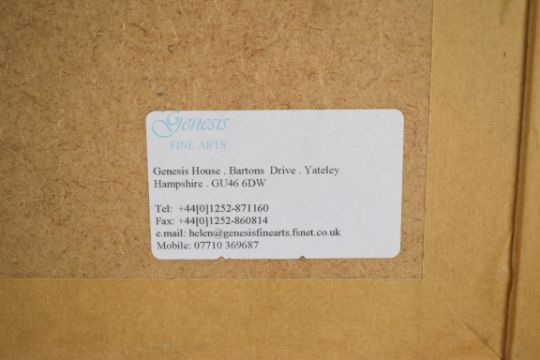 Genesis
FINE ARTS
Genesis House . Bartons Drive . Yateley
Hampshire . GU46 6DW
Tel: +44[0]1252-871160
Fax: +44[0]1252-860814
e.mail: helen@genesisfinearts.fsnet.co.uk
Mobile: 07710 369687